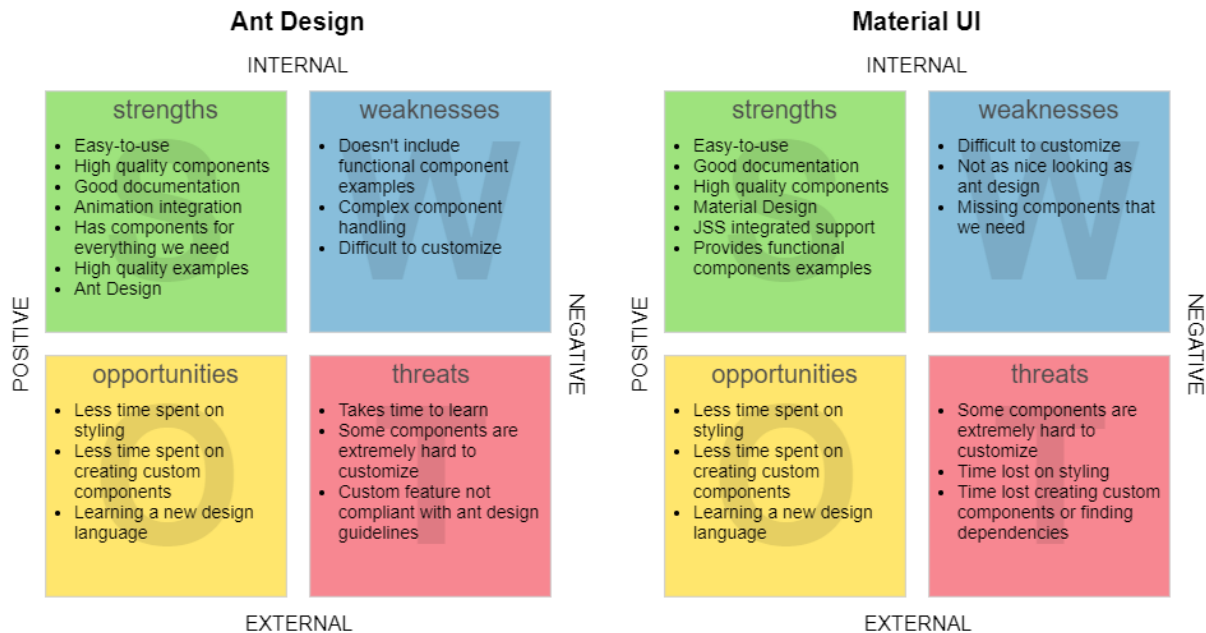 Ant Design
INTERNAL
POSITIVE
strengths
• Easy-to-use
• High quality components
• Good documentation
• Animation integration
• Has components for
everything we need
• High quality examples
• Ant Design
S
weaknesses
• Doesn't include
functional component
examples
• Complex component
handling
• Difficult to customize
W
NEGATIVE
opportunities
• Less time spent on
styling
• Less time spent on
creating custom
components
• Learning a new design
language
O
threats
• Takes time to learn
• Some components are
extremely hard to
customize
• Custom feature not
compliant with ant design
guidelines
T
EXTERNAL
Material UI
INTERNAL
POSITIVE
strengths
• Easy-to-use
• Good documentation
• High quality components
• Material Design
• JSS integrated support
• Provides functional
components examples
S
weaknesses
• Difficult to customize
• Not as nice looking as
ant design
• Missing components that
we need
W
NEGATIVE
opportunities
• Less time spent on
styling
• Less time spent on
creating custom
components
• Learning a new design
language
O
threats
• Some components are
extremely hard to
customize
• Time lost on styling
• Time lost creating custom
components or finding
dependencies
T
EXTERNAL